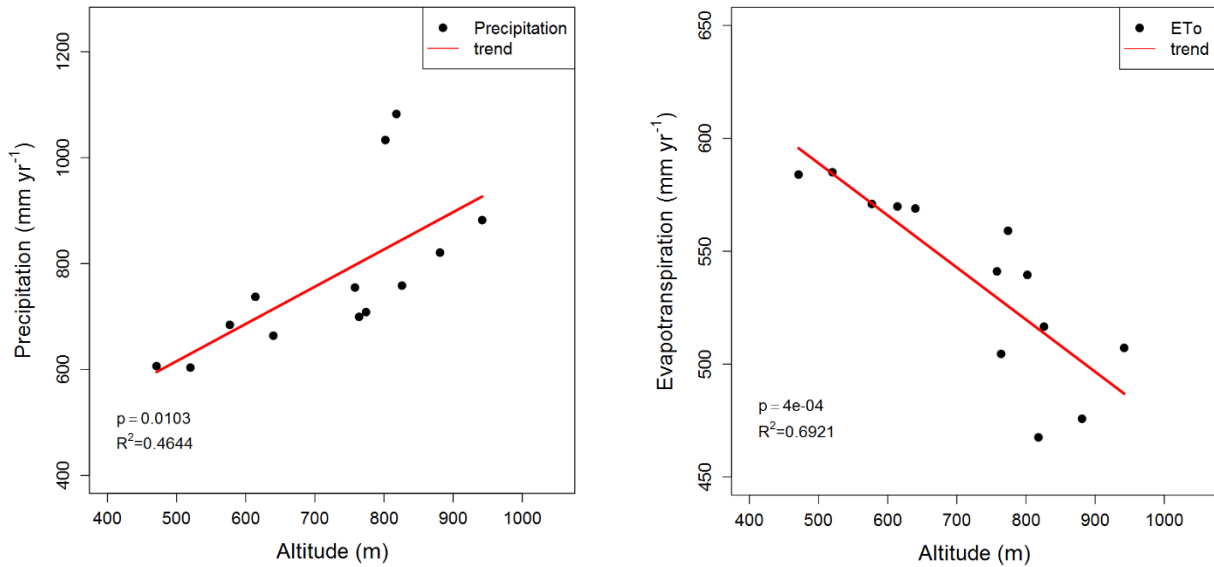 Precipitation
trend
Precipitation (mm yr-1)
1200
1000
800
600
400
p = 0.0103
R2=0.4644
400 500 600 700 800 900 1000
Altitude (m)
ETo
trend
Evapotranspiration (mm yr-1)
650
600
550
500
450
p = 4e-04
R2=0.6921
400 500 600 700 800 900 1000
Altitude (m)